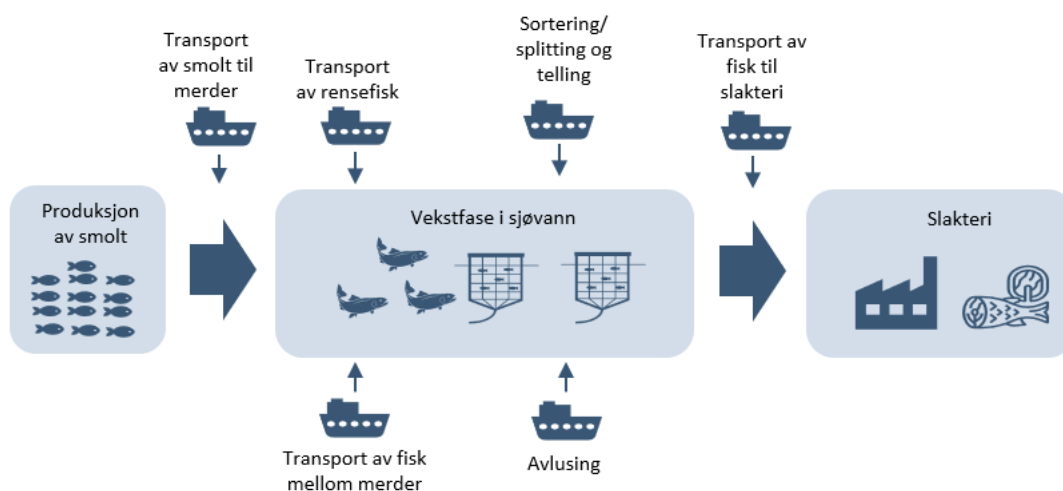 Transport
av smolt til
merder
Transport
av rensefisk
Sortering/
splitting og
telling
Transport av
fisk til
slakteri
Produksjon
av smolt
Vekstfase i sjøvann
Slakteri
Transport av fisk
mellom merder
Avlusing